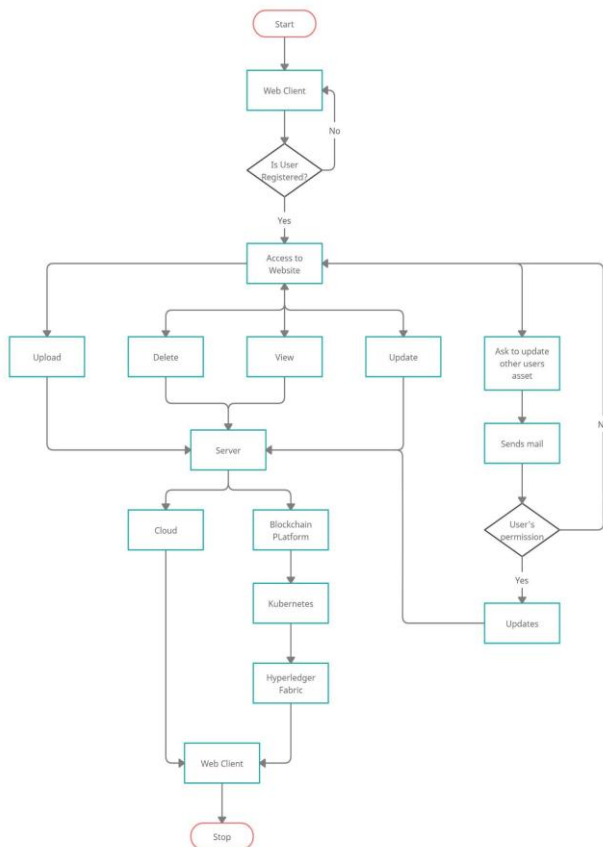 Start
Web Client
No
Is User
Registered?
Yes
Access to
Website
Upload
Delete
View
Update
Ask to update
other users
asset
Sends mail
Server
Cloud
Blockchain
PLatform
User's
permission
Yes
Kubernetes
Updates
Hyperledger
Fabric
Web Client
Stop